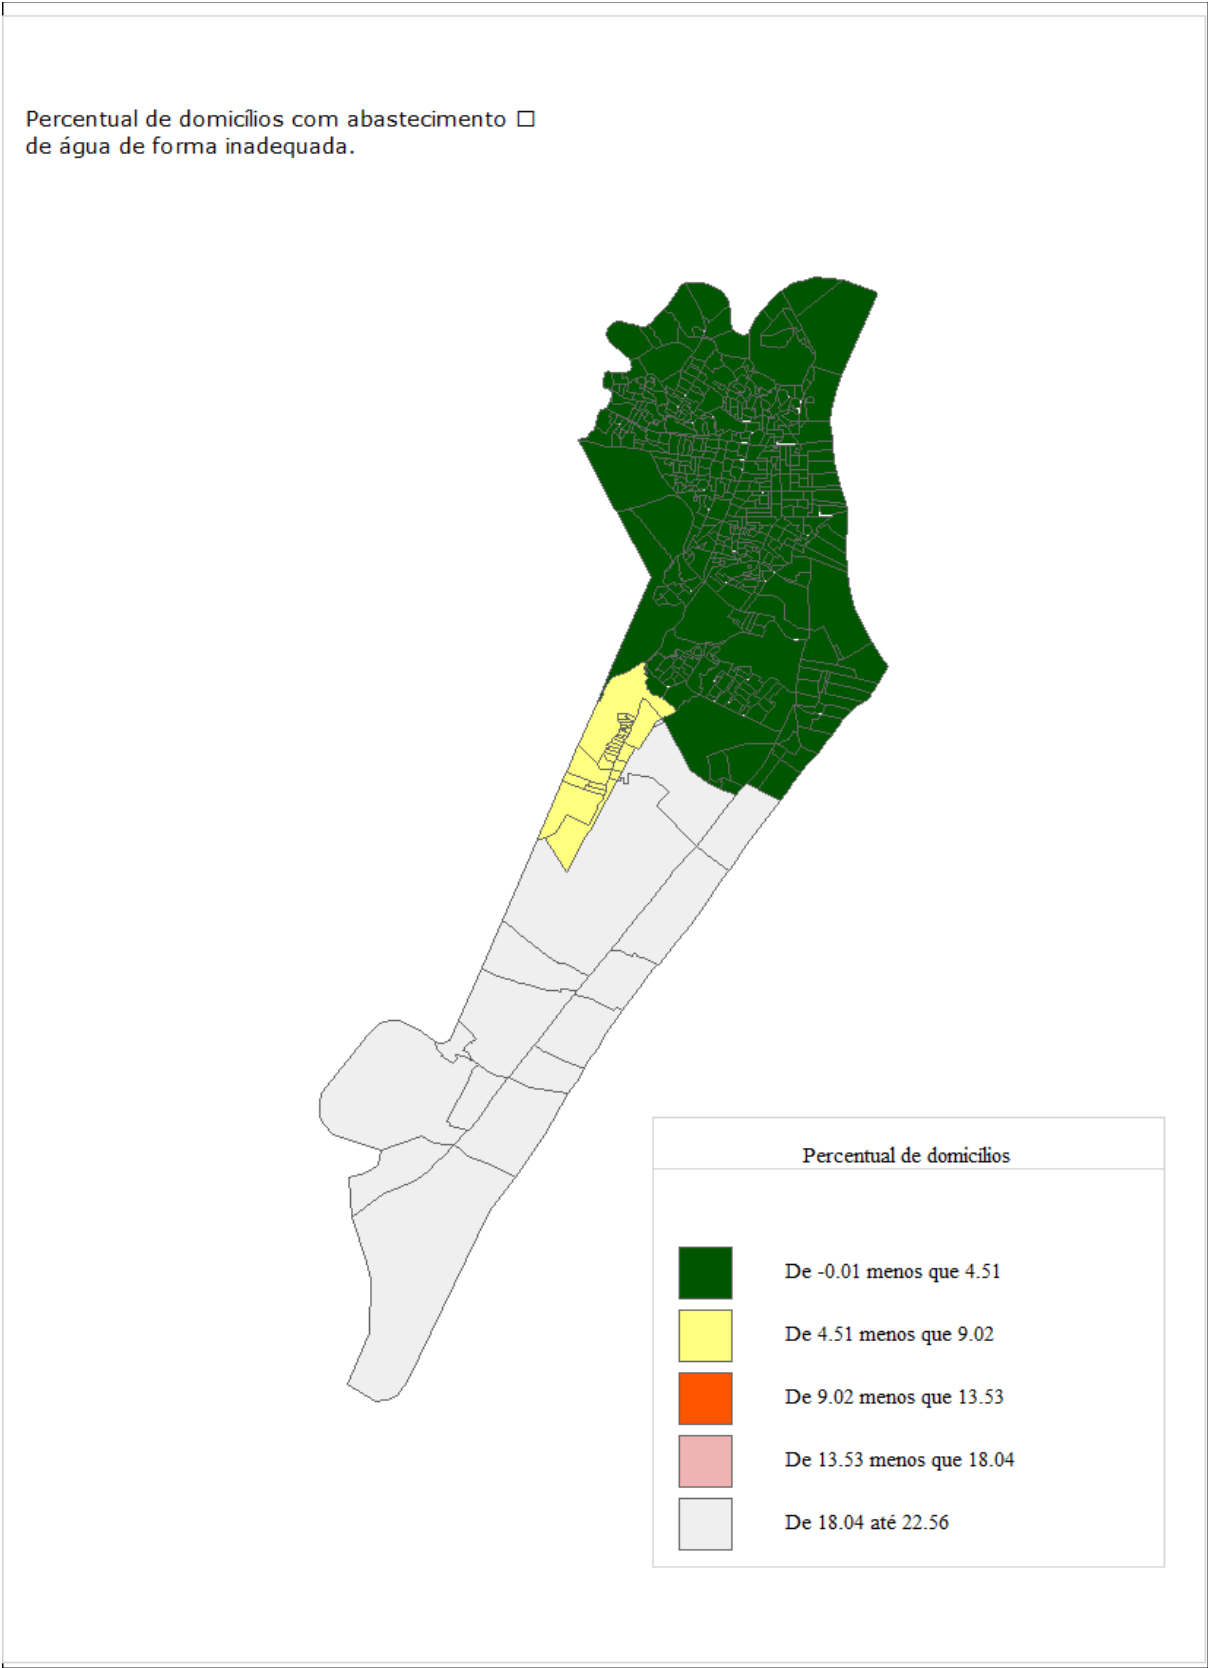 Percentual de domicílios com abastecimento □
de água de forma inadequada.
Percentual de domicílios
De -0.01 menos que 4.51
De 4.51 menos que 9.02
De 9.02 menos que 13.53
De 13.53 menos que 18.04
De 18.04 até 22.56